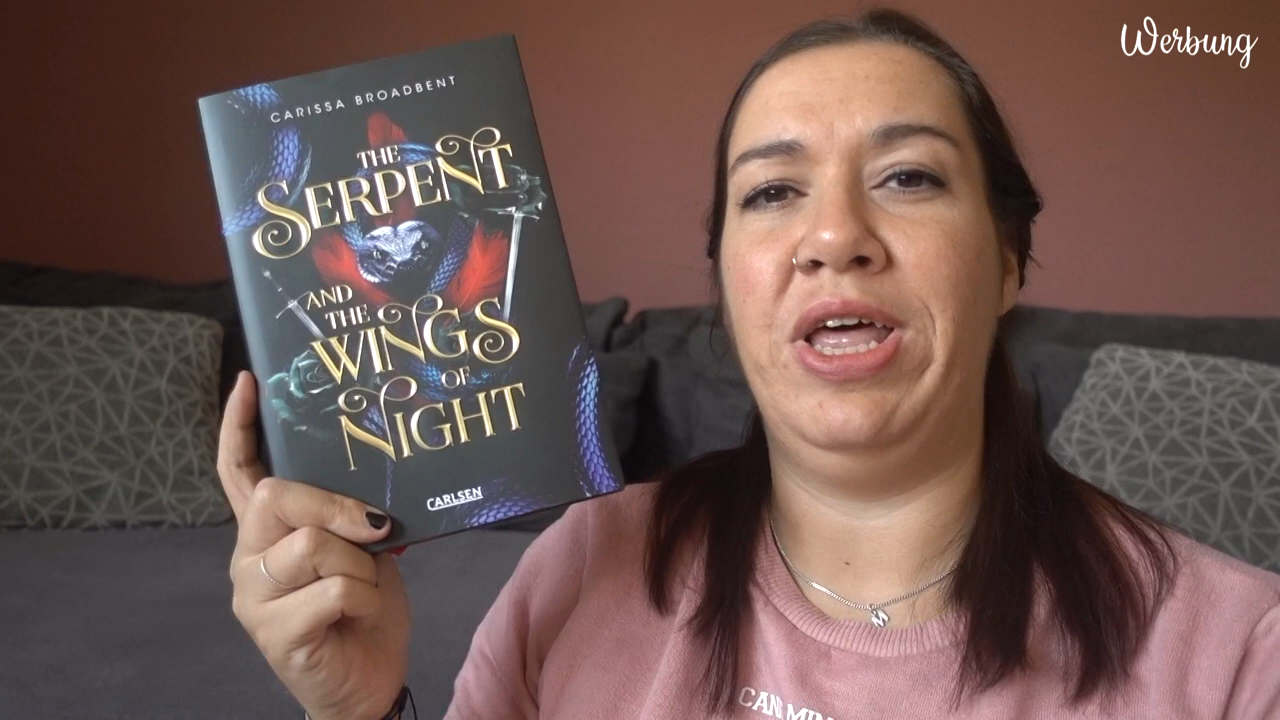 Werbung
CARISSA BROADBENT
THE
SERPENT
AND
THE
WINGS
OF
NIGHT
CARLSEN